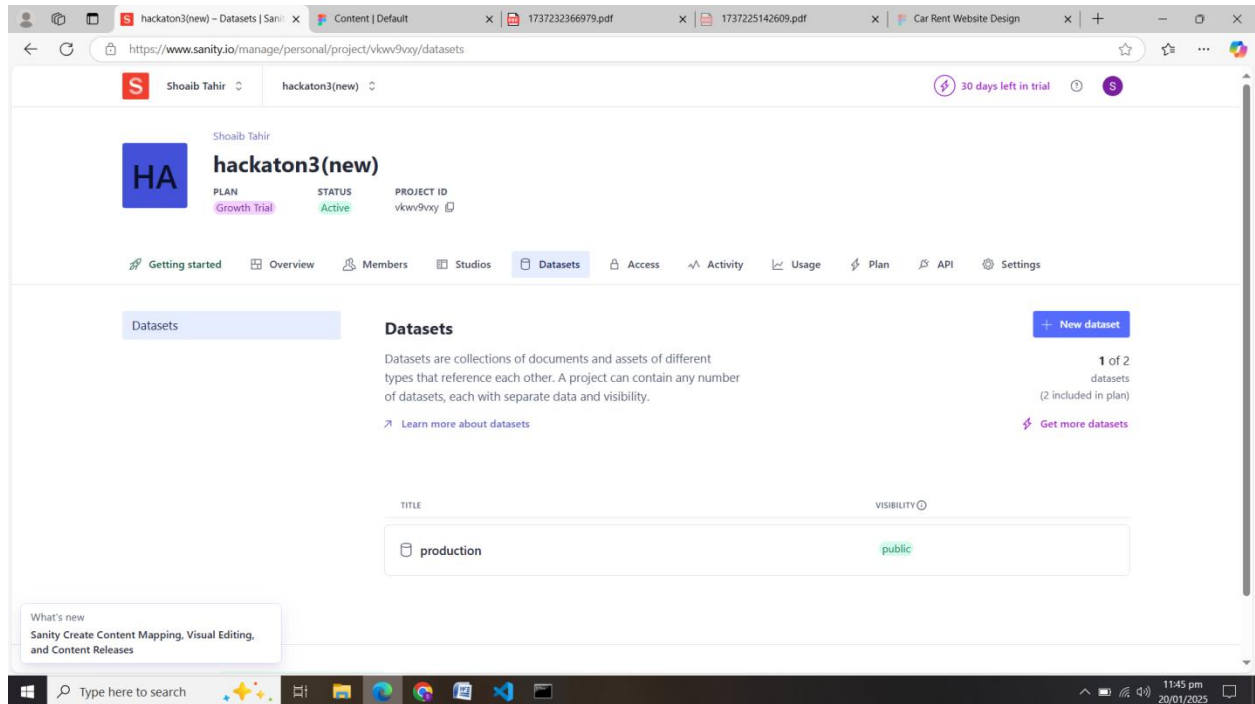 hackaton3(new) – Datasets | Sanit
Content | Default
1737232366979.pdf
1737225142609.pdf
Car Rent Website Design
https://www.sanity.io/manage/personal/project/vkwv9vxy/datasets
S Shoaib Tahir hackaton3(new) 30 days left in trial S
Shoaib Tahir
HA
hackaton3(new)
PLAN STATUS PROJECT ID
Growth Trial Active vkwv9vxy
Getting started Overview Members Studios Datasets Access Activity Usage Plan API Settings
Datasets
Datasets
Datasets are collections of documents and assets of different
types that reference each other. A project can contain any number
of datasets, each with separate data and visibility.
Learn more about datasets
+ New dataset
1 of 2
datasets
(2 included in plan)
Get more datasets
TITLE VISIBILITY
production public
What's new
Sanity Create Content Mapping, Visual Editing,
and Content Releases
Type here to search
11:45 pm
20/01/2025